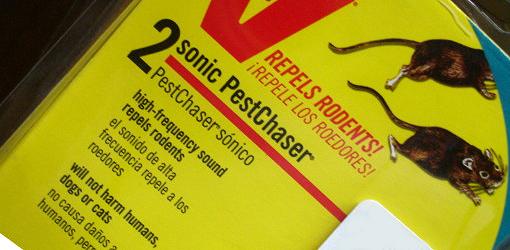 V
REPELS RODENTS!
¡REPELE LOS ROEDORES!
2 sonic PestChaser®
PestChaser® sónico
high-frequency sound
repels rodents
el sonido de alta
frecuencia repele a los
roedores
will not harm humans,
dogs or cats
no causa daños a
humanos,